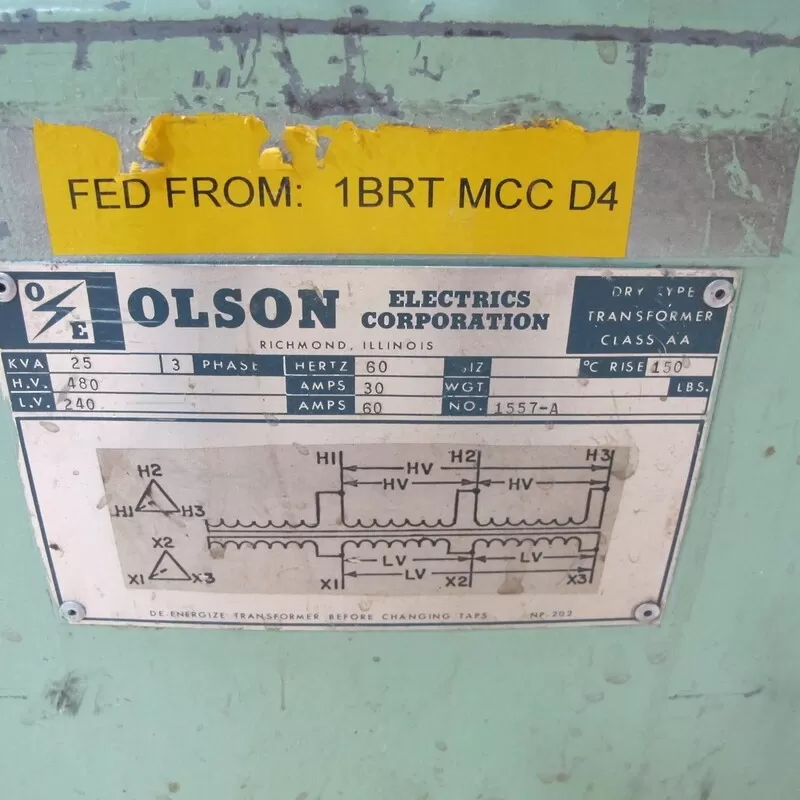 FED FROM: 1BRT MCC D4
O E
OLSON ELECTRICS CORPORATION
RICHMOND, ILLINOIS
DRY TYPE
TRANSFORMER
CLASS AA
KVA 25 3 PHASE HERTZ 60 °C RISE 150
H.V. 480 AMPS 30 WGT LBS.
L.V. 240 AMPS 60 NO. 1557-A
H1 H2 H3
HV
H2
HV HV
H1 H3
X2
LV LV
X1 X3
LV
X1 X2 X3
DE-ENERGIZE TRANSFORMER BEFORE CHANGING TAPS NP-202